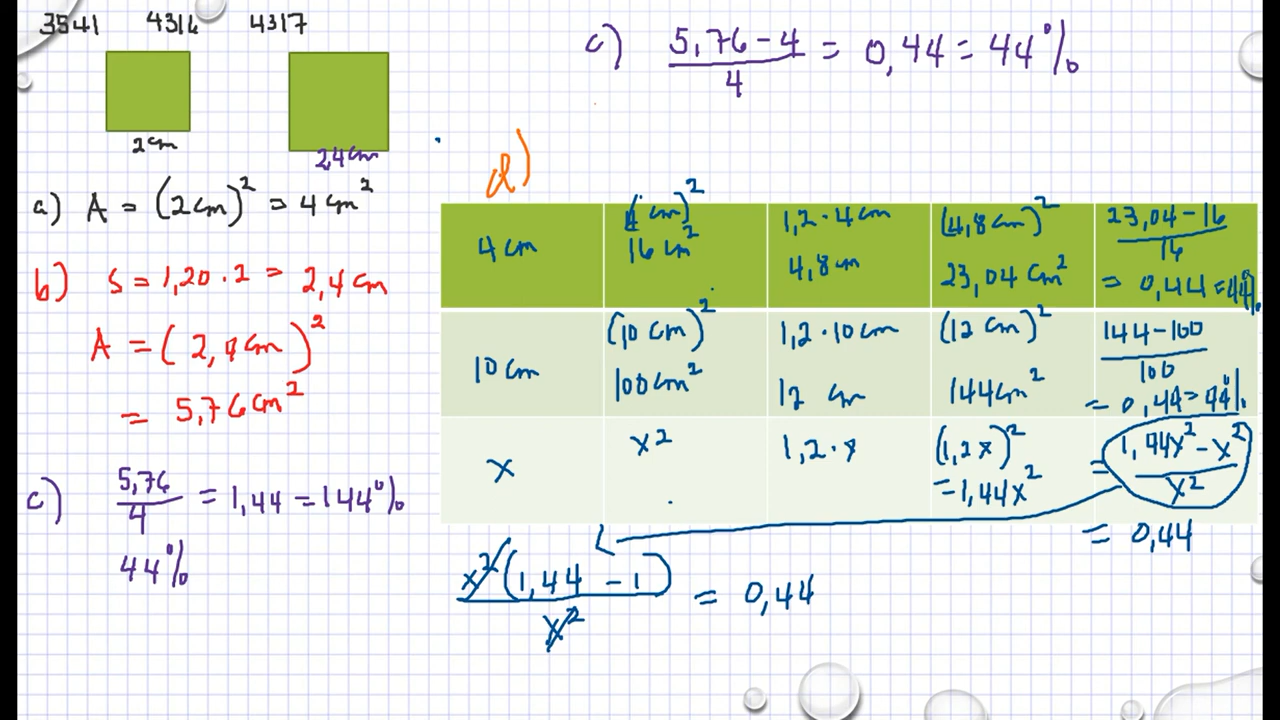 3541 4316 4317
2cm
2,4cm
a) A = (2cm)² = 4cm²
b) s = 1,20 · 2 = 2,4cm
A = (2,4cm)²
= 5,76cm²
c) 5,76/4 = 1,44 = 144%
44%
c) (5,76-4)/4 = 0,44 = 44%
d)
4cm
(4cm)²
16cm²
1,2 · 4cm
4,8cm
(4,8cm)²
23,04cm²
(23,04-16)/16
= 0,44 = 44%
10cm
(10cm)²
100cm²
1,2 · 10cm
12 cm
(12cm)²
144cm²
(144-100)/100
= 0,44 = 44%
x
x²
1,2 · x
(1,2x)²
= 1,44x²
= (1,44x² - x²)/x²
= 0,44
x²(1,44 - 1)/x² = 0,44